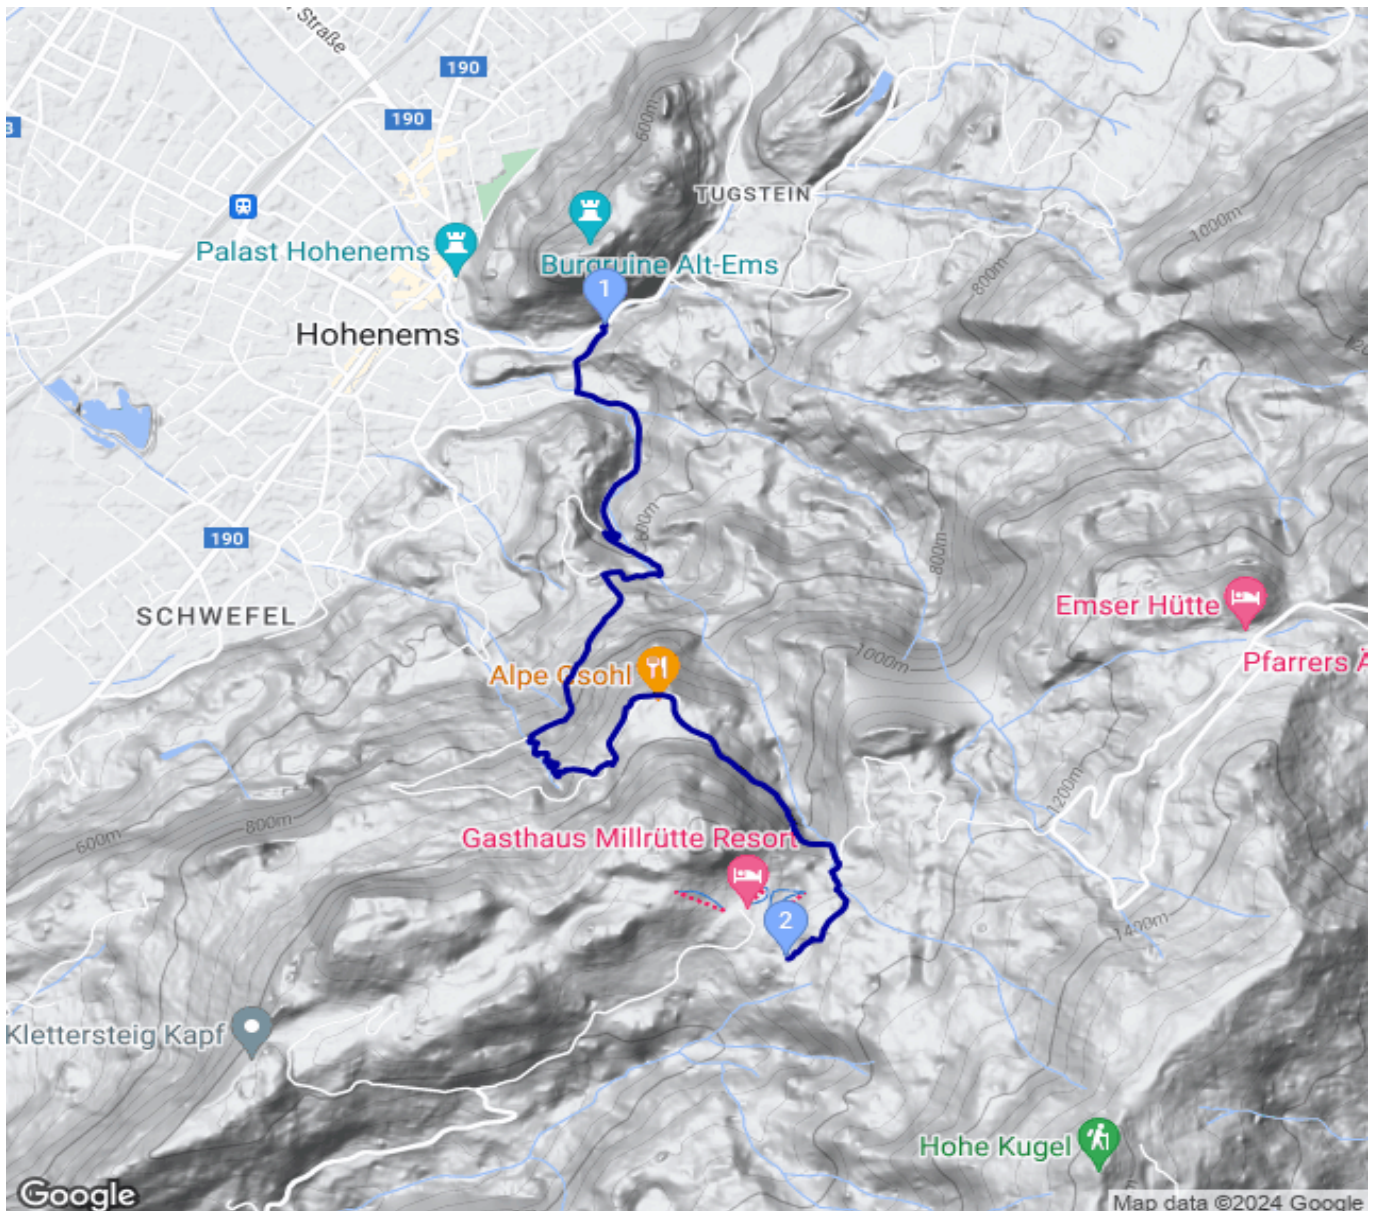 Straße
190
190
3
TUGSTEIN
600m
1000m
Palast Hohenems
Burgruine Alt-Ems
800m
1
Hohenems
600m
190
800m
SCHWEFEL
Emser Hütte
1000m
Pfarrers
Alpe Gsohl
1200m
600m
800m
Gasthaus Millrütte Resort
2
1400m
Klettersteig Kapf
Hohe Kugel
Google
Map data ©2024 Google